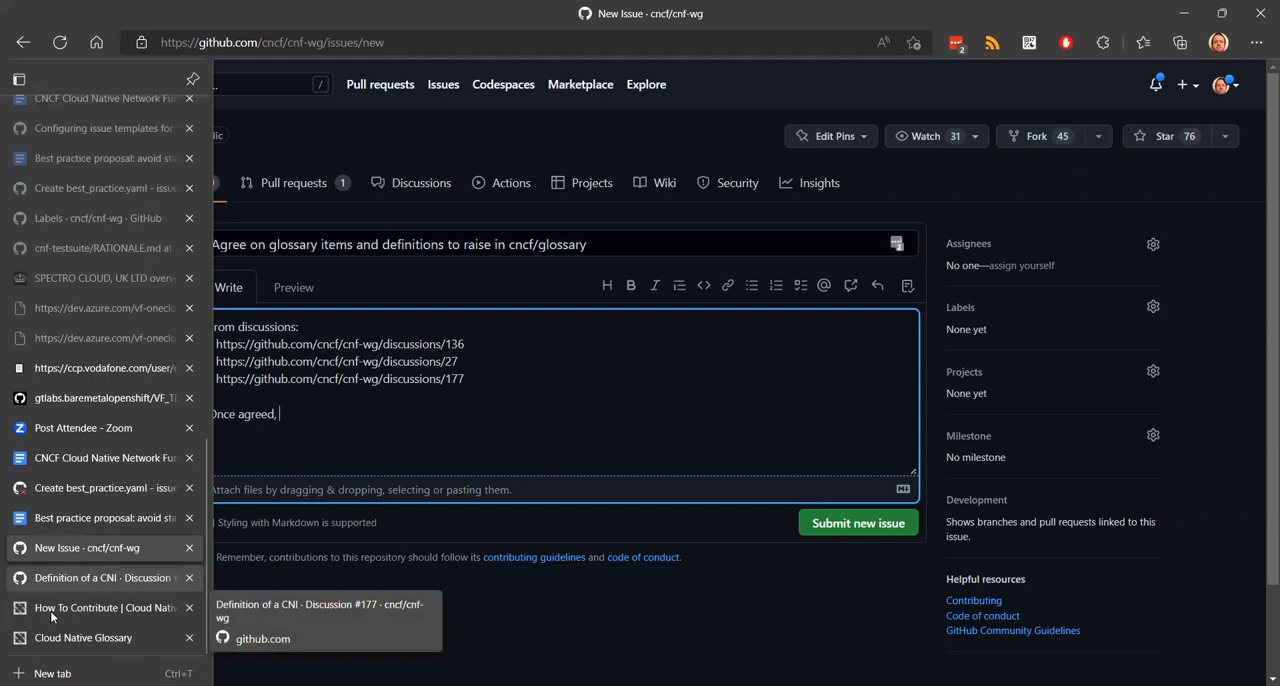 New Issue · cncf/cnf-wg
https://github.com/cncf/cnf-wg/issues/new
2
/
Pull requests Issues Codespaces Marketplace Explore
Edit Pins Watch 31 Fork 45 Star 76
Pull requests 1 Discussions Actions Projects Wiki Security Insights
CNCF Cloud Native Network Fu
Configuring issue templates for
Best practice proposal: avoid sta
Create best_practice.yaml - issue
Labels · cncf/cnf-wg · GitHub
cnf-testsuite/RATIONALE.md at
SPECTRO CLOUD, UK LTD overv
https://dev.azure.com/vf-oneclo
https://dev.azure.com/vf-oneclo
https://ccp.vodafone.com/user/
gtlabs.baremetalopenshift/VF_TE
Post Attendee - Zoom
CNCF Cloud Native Network Fu
Create best_practice.yaml - issue
Best practice proposal: avoid sta
New Issue · cncf/cnf-wg
Definition of a CNI · Discussion
How To Contribute | Cloud Nativ
Cloud Native Glossary
New tab Ctrl+T
Agree on glossary items and definitions to raise in cncf/glossary
Write Preview
rom discussions:
https://github.com/cncf/cnf-wg/discussions/136
https://github.com/cncf/cnf-wg/discussions/27
https://github.com/cncf/cnf-wg/discussions/177
Once agreed,
Attach files by dragging & dropping, selecting or pasting them.
Styling with Markdown is supported
Submit new issue
Remember, contributions to this repository should follow its contributing guidelines and code of conduct.
Definition of a CNI · Discussion #177 · cncf/cnf-
wg
github.com
Assignees
No one—assign yourself
Labels
None yet
Projects
None yet
Milestone
No milestone
Development
Shows branches and pull requests linked to this
issue.
Helpful resources
Contributing
Code of conduct
GitHub Community Guidelines